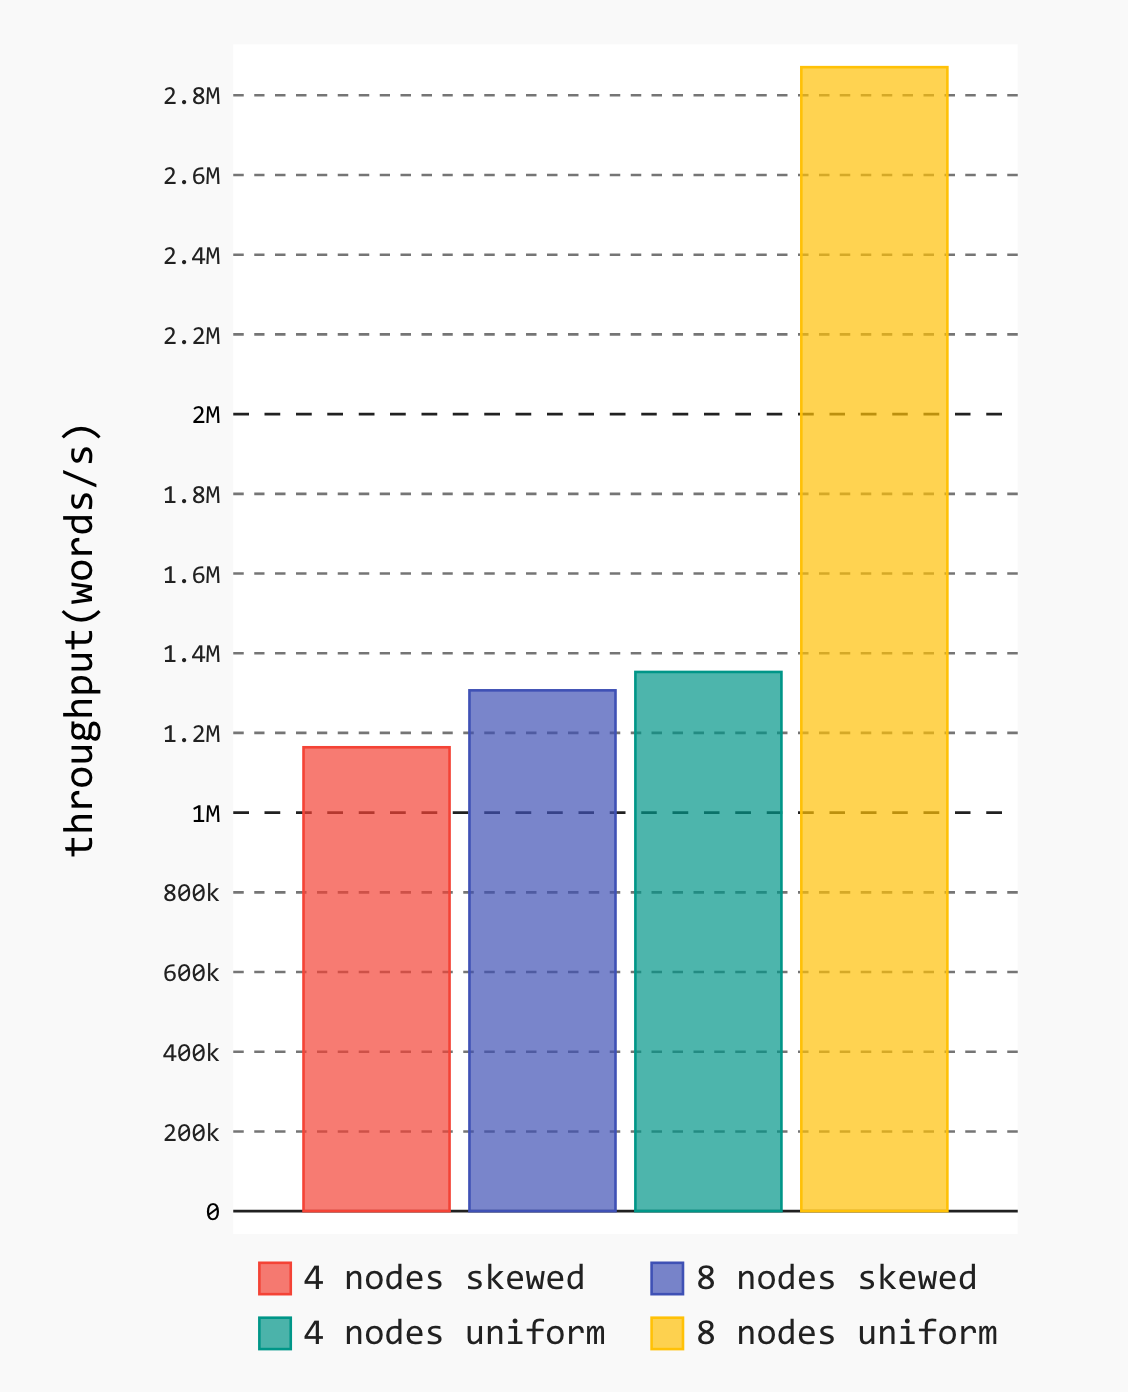 throughput(words/s)
2.8M
2.6M
2.4M
2.2M
2M
1.8M
1.6M
1.4M
1.2M
1M
800k
600k
400k
200k
0
4 nodes skewed
8 nodes skewed
4 nodes uniform
8 nodes uniform